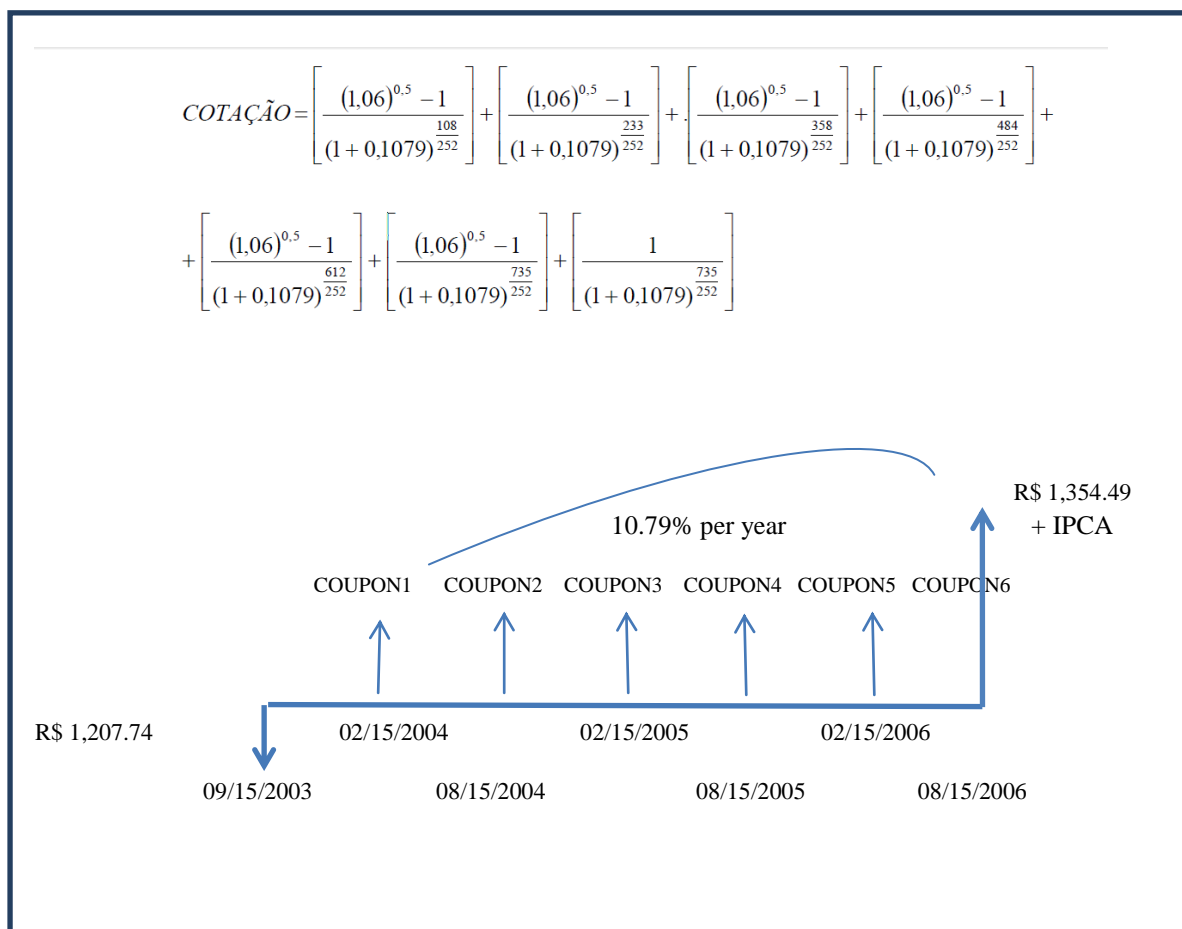 COTAÇÃO = [((1,06)^0,5 − 1)/((1+0,1079)^(108/252))] + [((1,06)^0,5 − 1)/((1+0,1079)^(233/252))] + .[((1,06)^0,5 − 1)/((1+0,1079)^(358/252))] + [((1,06)^0,5 − 1)/((1+0,1079)^(484/252))] +
+ [((1,06)^0,5 − 1)/((1+0,1079)^(612/252))] + [((1,06)^0,5 − 1)/((1+0,1079)^(735/252))] + [1/((1+0,1079)^(735/252))]
R$ 1,354.49
+ IPCA
10.79% per year
COUPON1 COUPON2 COUPON3 COUPON4 COUPON5 COUPON6
R$ 1,207.74 02/15/2004 02/15/2005 02/15/2006
09/15/2003 08/15/2004 08/15/2005 08/15/2006